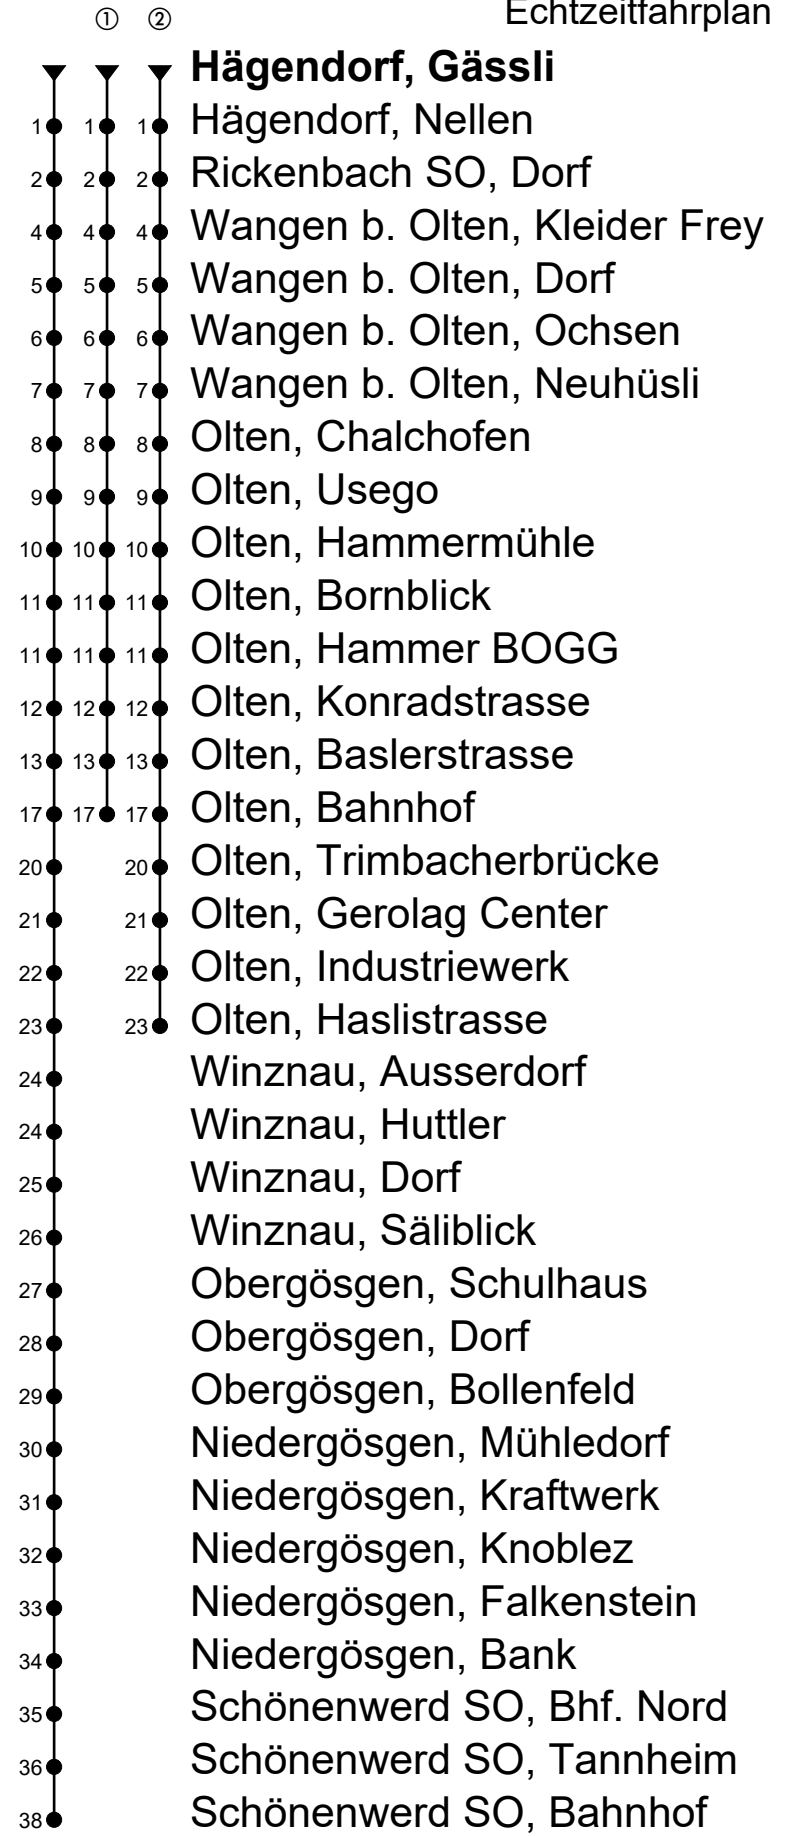 Echtzeitfahrplan
① ②
Hägendorf, Gässli
1 1 1 Hägendorf, Nellen
2 2 2 Rickenbach SO, Dorf
4 4 4 Wangen b. Olten, Kleider Frey
5 5 5 Wangen b. Olten, Dorf
6 6 6 Wangen b. Olten, Ochsen
7 7 7 Wangen b. Olten, Neuhüsli
8 8 8 Olten, Chalchofen
9 9 9 Olten, Usego
10 10 10 Olten, Hammermühle
11 11 11 Olten, Bornblick
11 11 11 Olten, Hammer BOGG
12 12 12 Olten, Konradstrasse
13 13 13 Olten, Baslerstrasse
17 17 17 Olten, Bahnhof
20 20 Olten, Trimbacherbrücke
21 21 Olten, Gerolag Center
22 22 Olten, Industriewerk
23 23 Olten, Haslistrasse
24 Winznau, Ausserdorf
24 Winznau, Huttler
25 Winznau, Dorf
26 Winznau, Säliblick
27 Obergösgen, Schulhaus
28 Obergösgen, Dorf
29 Obergösgen, Bollenfeld
30 Niedergösgen, Mühledorf
31 Niedergösgen, Kraftwerk
32 Niedergösgen, Knoblez
33 Niedergösgen, Falkenstein
34 Niedergösgen, Bank
35 Schönenwerd SO, Bhf. Nord
36 Schönenwerd SO, Tannheim
38 Schönenwerd SO, Bahnhof